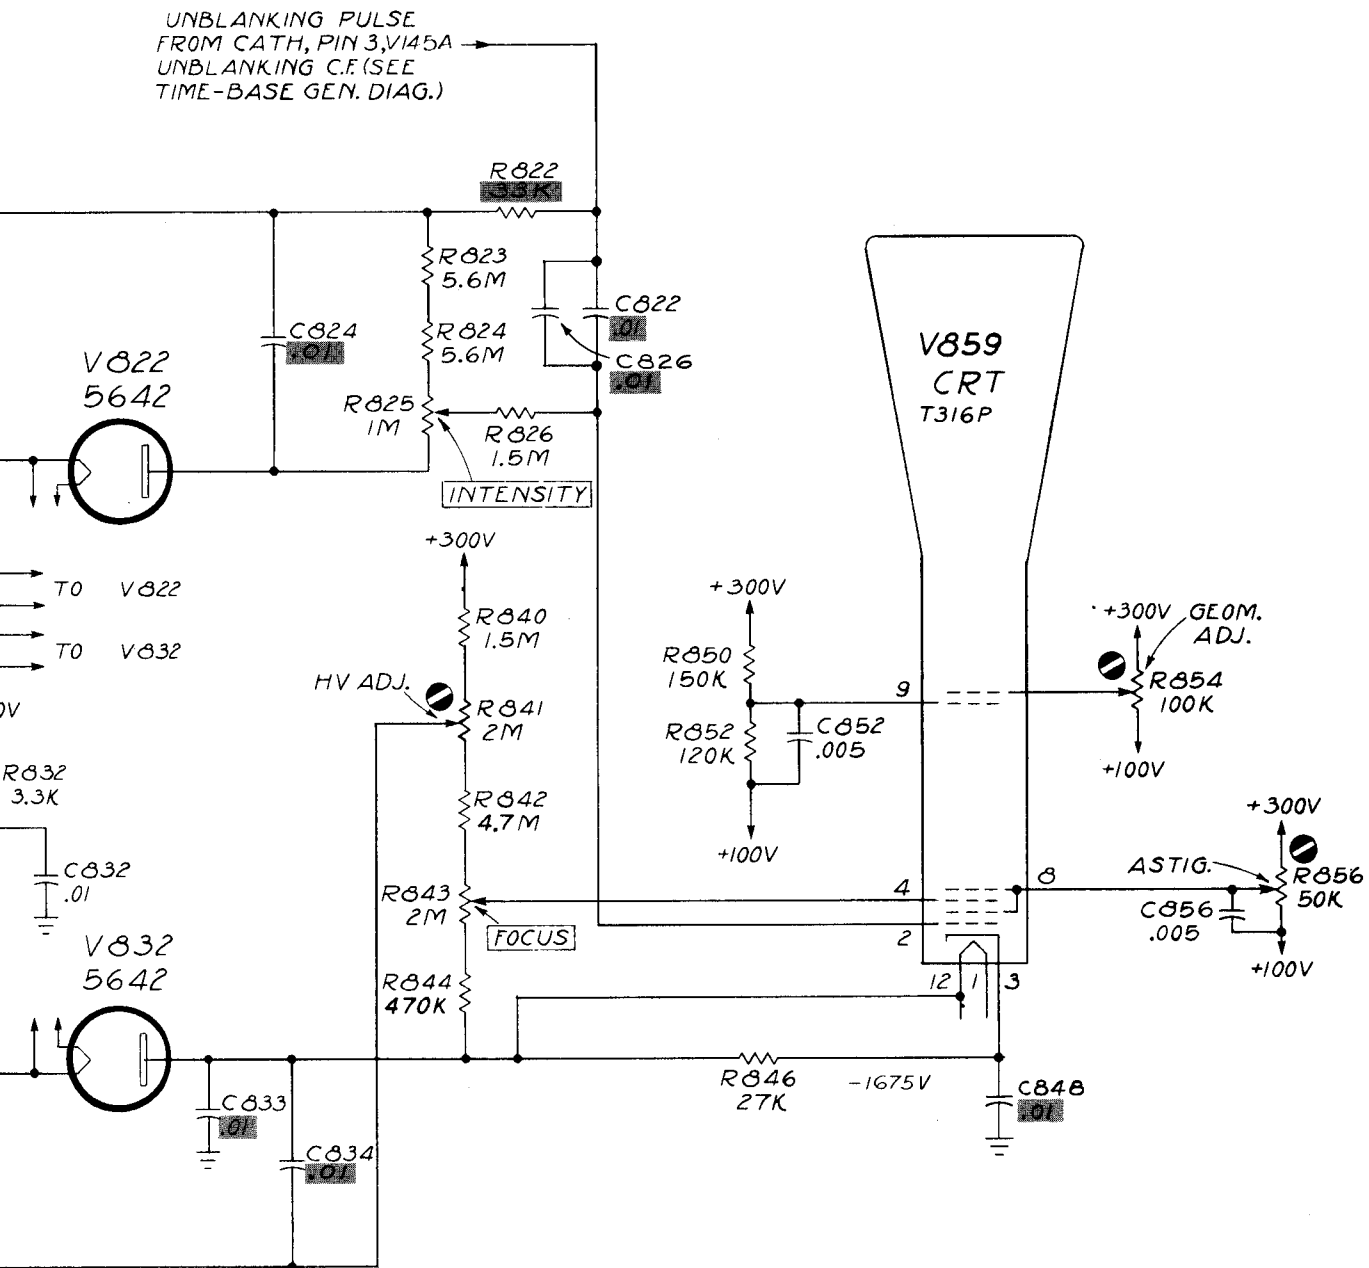 UNBLANKING PULSE
FROM CATH, PIN 3, V145A
UNBLANKING C.F. (SEE
TIME-BASE GEN. DIAG.)
R822
.33K
R823
5.6M
C824
.01
R824
5.6M
C822
.01
C826
.01
V822
5642
R825
1M
R826
1.5M
INTENSITY
V859
CRT
T316P
+300V
TO V822
TO V832
R840
1.5M
HV ADJ.
R841
2M
+300V
R850
150K
R852
120K
C852
.005
+100V
9
+300V
GEOM.
ADJ.
R854
100K
+100V
0V
R832
3.3K
C832
.01
R842
4.7M
R843
2M
FOCUS
4
2
8
ASTIG.
+300V
R856
50K
C856
.005
+100V
V832
5642
R844
470K
12
1
3
R846
27K
-1675V
C848
.01
C833
.01
C834
.01